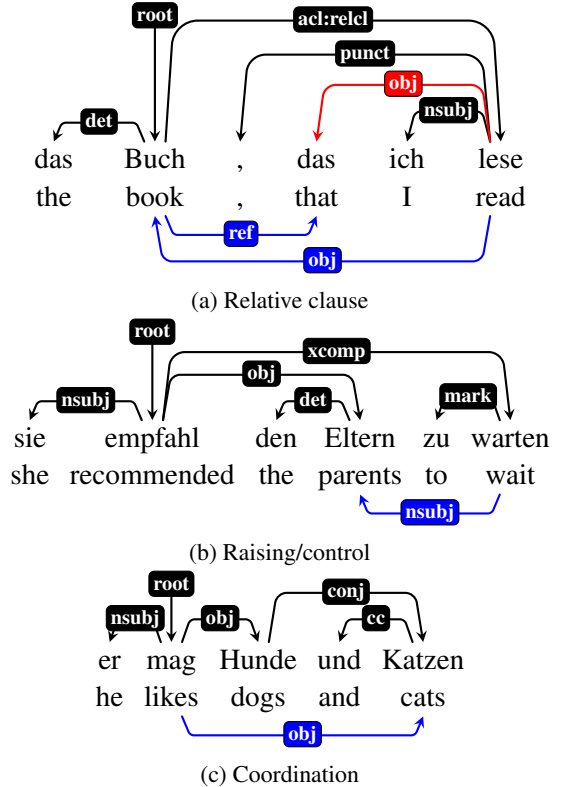 root acl:relcl
punct
obj
det nsubj
das Buch , das ich lese
the book , that I read
ref
obj
(a) Relative clause
root
xcomp
obj
nsubj det mark
sie empfahl den Eltern zu warten
she recommended the parents to wait
nsubj
(b) Raising/control
root conj
nsubj obj cc
er mag Hunde und Katzen
he likes dogs and cats
obj
(c) Coordination